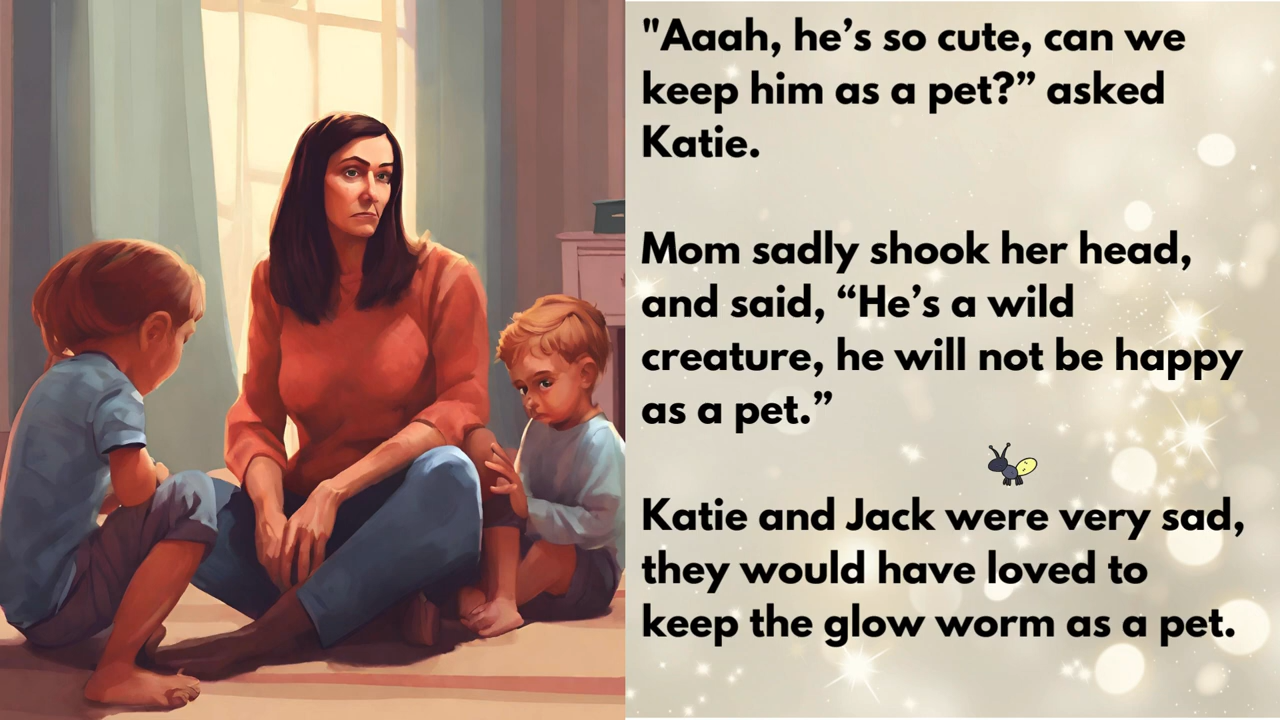 "Aaah, he’s so cute, can we
keep him as a pet?” asked
Katie.
Mom sadly shook her head,
and said, “He’s a wild
creature, he will not be happy
as a pet.”
Katie and Jack were very sad,
they would have loved to
keep the glow worm as a pet.